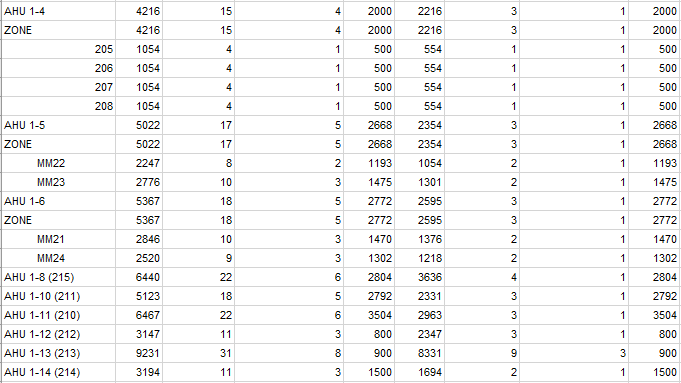 AHU 1-4 4216 15 4 2000 2216 3 1 2000
ZONE 4216 15 4 2000 2216 3 1 2000
205 1054 4 1 500 554 1 1 500
206 1054 4 1 500 554 1 1 500
207 1054 4 1 500 554 1 1 500
208 1054 4 1 500 554 1 1 500
AHU 1-5 5022 17 5 2668 2354 3 1 2668
ZONE 5022 17 5 2668 2354 3 1 2668
MM22 2247 8 2 1193 1054 2 1 1193
MM23 2776 10 3 1475 1301 2 1 1475
AHU 1-6 5367 18 5 2772 2595 3 1 2772
ZONE 5367 18 5 2772 2595 3 1 2772
MM21 2846 10 3 1470 1376 2 1 1470
MM24 2520 9 3 1302 1218 2 1 1302
AHU 1-8 (215) 6440 22 6 2804 3636 4 1 2804
AHU 1-10 (211) 5123 18 5 2792 2331 3 1 2792
AHU 1-11 (210) 6467 22 6 3504 2963 3 1 3504
AHU 1-12 (212) 3147 11 3 800 2347 3 1 800
AHU 1-13 (213) 9231 31 8 900 8331 9 3 900
AHU 1-14 (214) 3194 11 3 1500 1694 2 1 1500